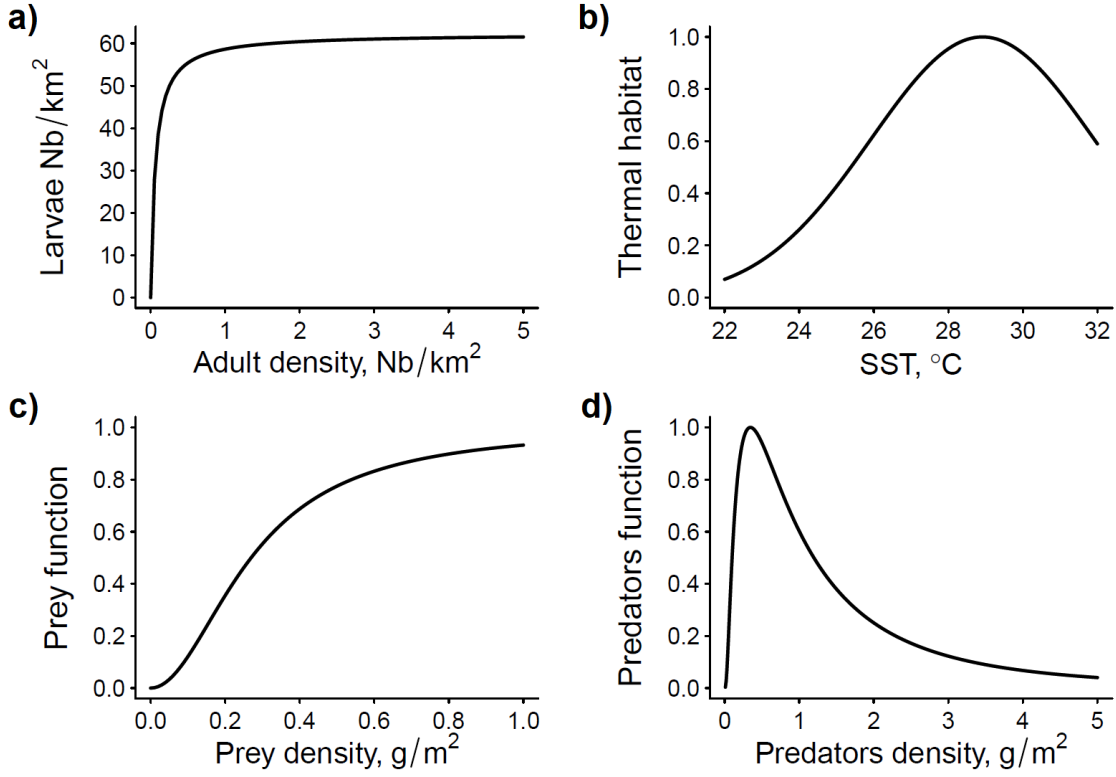 a)
Larvae Nb/km²
60
50
40
30
20
10
0
0 1 2 3 4 5
Adult density, Nb/km²
b)
Thermal habitat
1.0
0.8
0.6
0.4
0.2
0.0
22 24 26 28 30 32
SST, °C
c)
Prey function
1.0
0.8
0.6
0.4
0.2
0.0
0.0 0.2 0.4 0.6 0.8 1.0
Prey density, g/m²
d)
Predators function
1.0
0.8
0.6
0.4
0.2
0.0
0 1 2 3 4 5
Predators density, g/m²